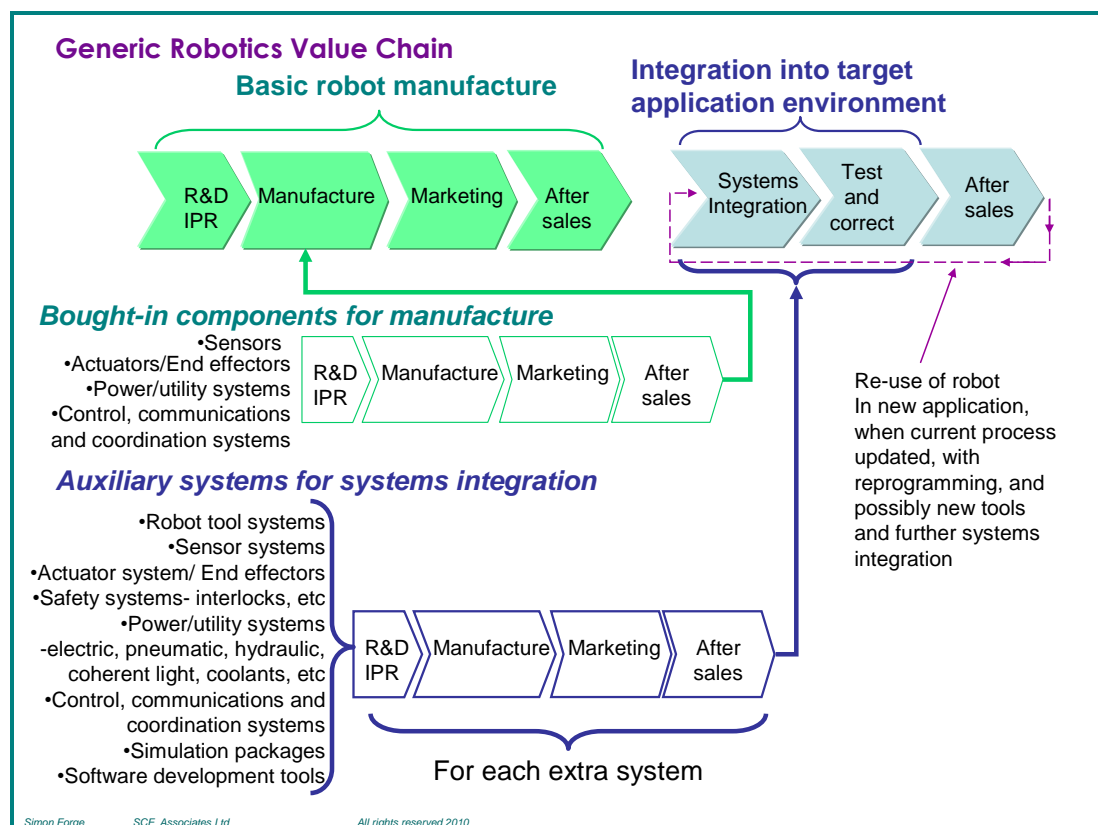 Generic Robotics Value Chain
Basic robot manufacture
Integration into target
application environment
R&D
IPR
Manufacture
Marketing
After
sales
Systems
Integration
Test
and
correct
After
sales
Bought-in components for manufacture
•Sensors
•Actuators/End effectors
•Power/utility systems
•Control, communications
and coordination systems
R&D
IPR
Manufacture
Marketing
After
sales
Re-use of robot
In new application,
when current process
updated, with
reprogramming, and
possibly new tools
and further systems
integration
Auxiliary systems for systems integration
•Robot tool systems
•Sensor systems
•Actuator system/ End effectors
•Safety systems- interlocks, etc
•Power/utility systems
-electric, pneumatic, hydraulic,
coherent light, coolants, etc
•Control, communications and
coordination systems
•Simulation packages
•Software development tools
R&D
IPR
Manufacture
Marketing
After
sales
For each extra system
Simon Forge SCF Associates Ltd All rights reserved 2010